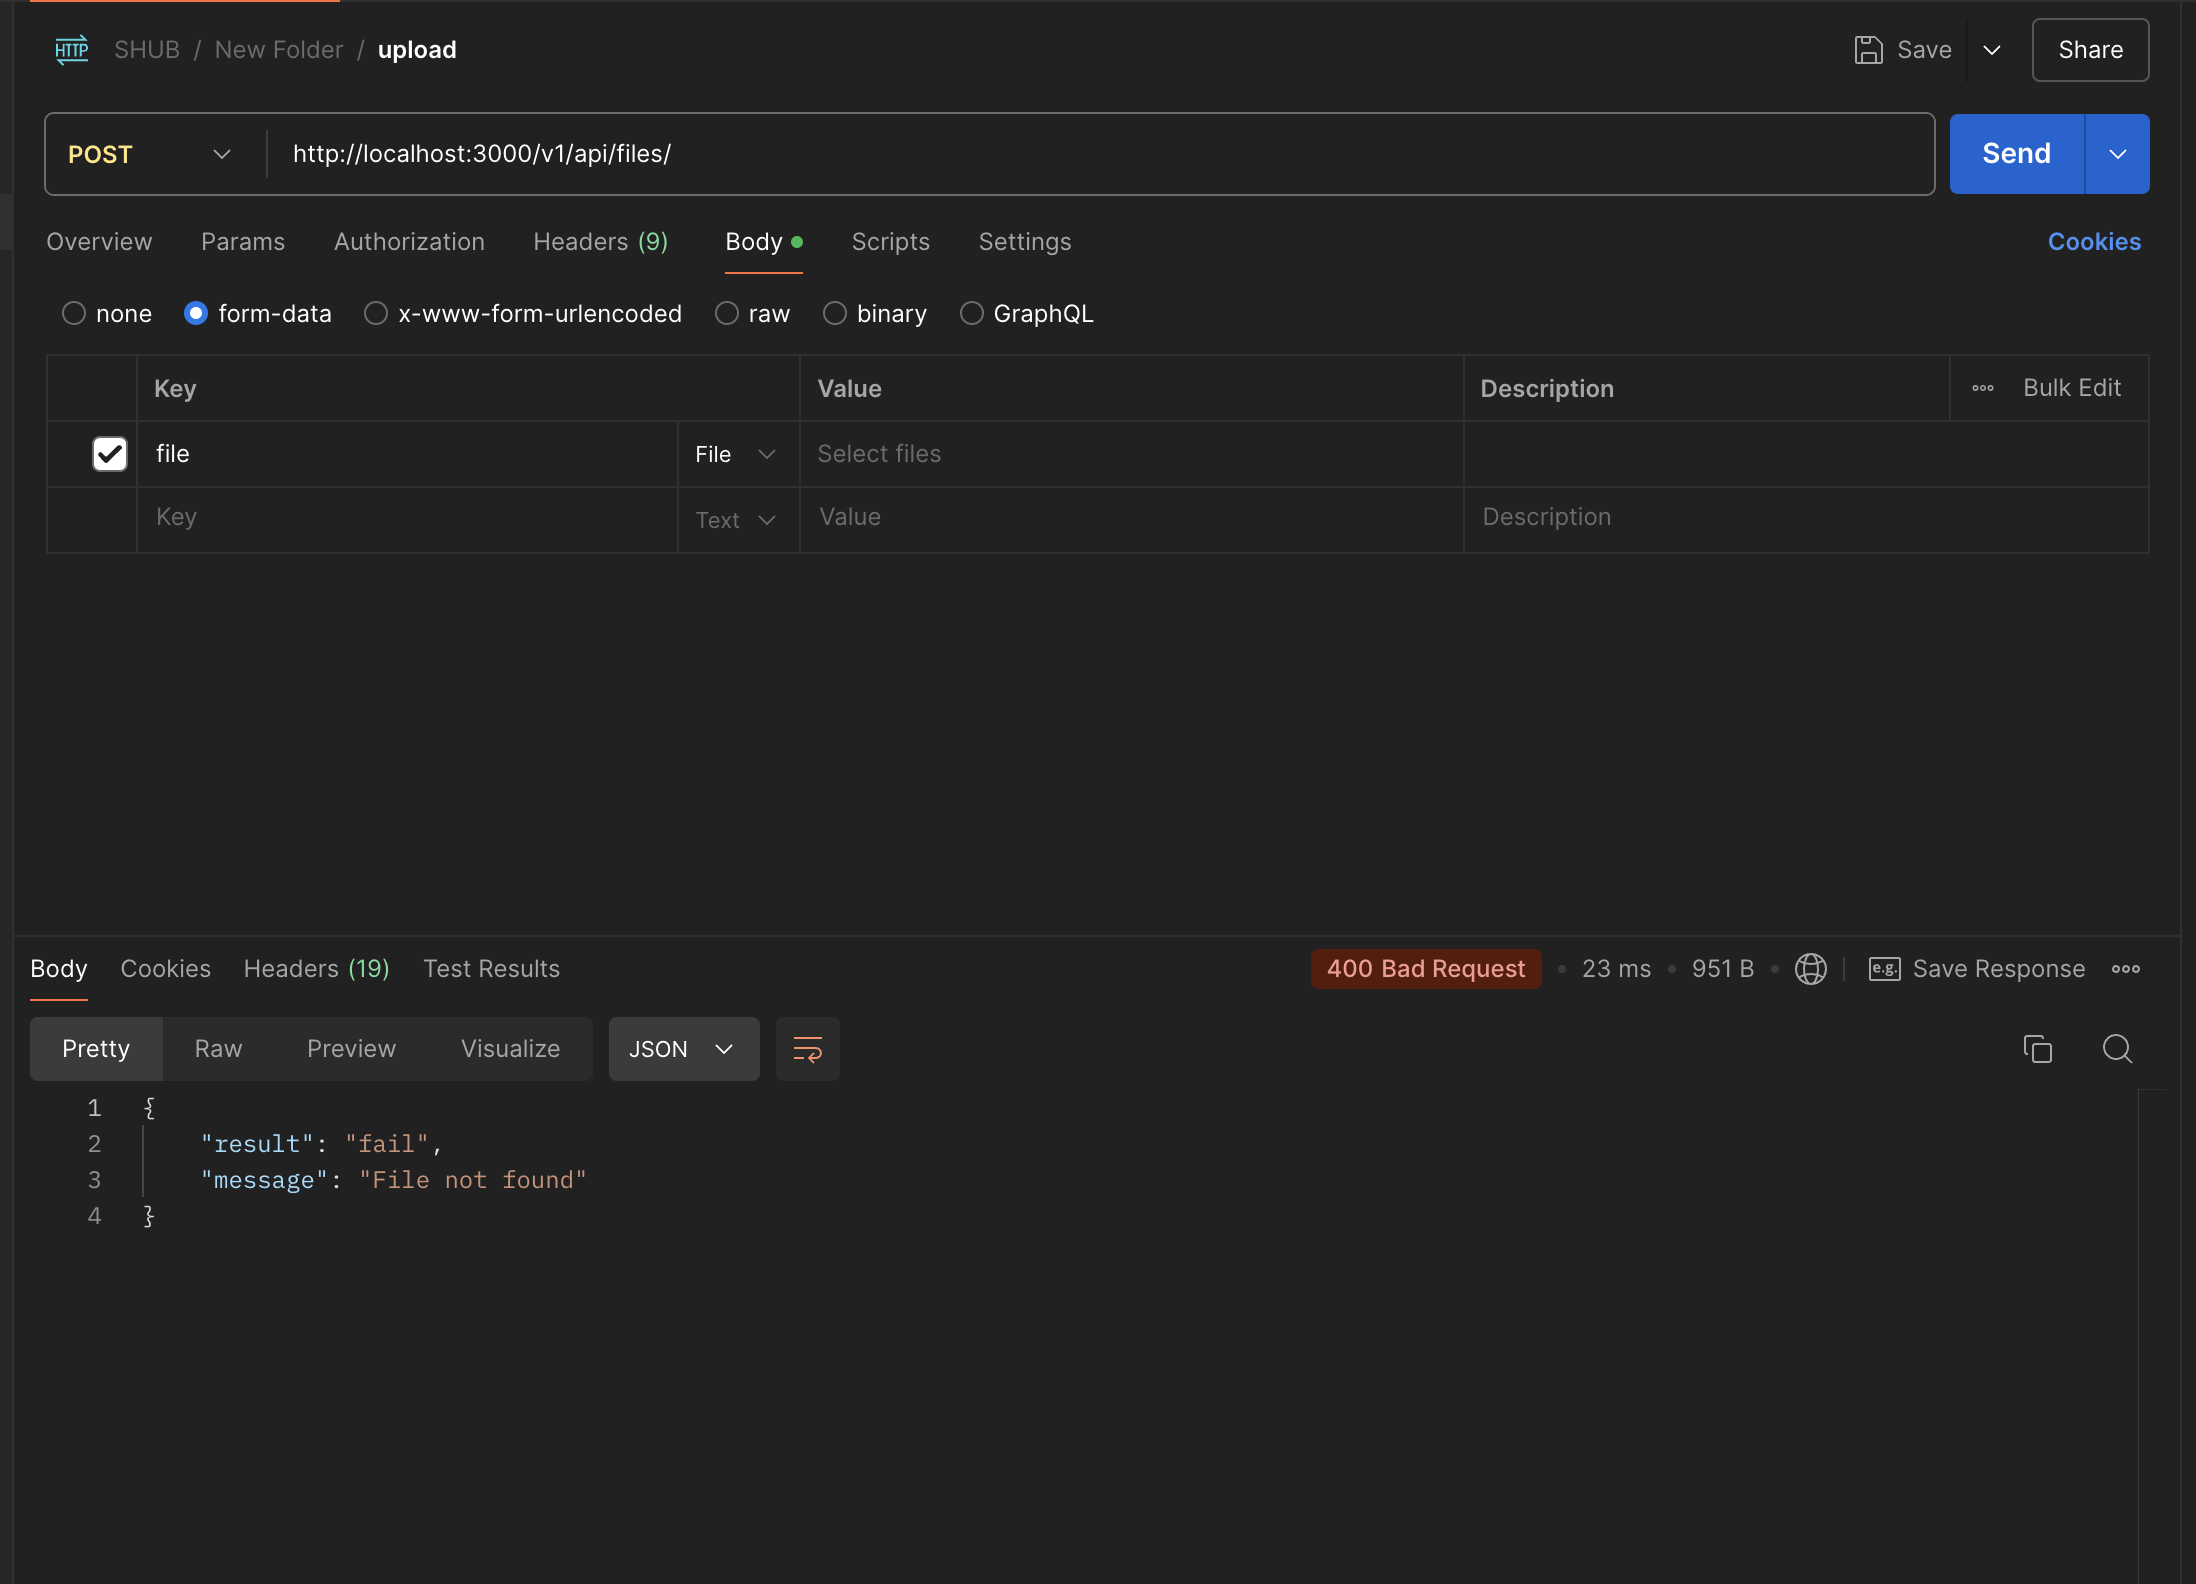 HTTP SHUB / New Folder / upload Save Share
POST http://localhost:3000/v1/api/files/ Send
Overview Params Authorization Headers (9) Body Scripts Settings Cookies
none form-data x-www-form-urlencoded raw binary GraphQL
Key Value Description Bulk Edit
file File Select files
Key Text Value Description
Body Cookies Headers (19) Test Results 400 Bad Request 23 ms 951 B e.g. Save Response
Pretty Raw Preview Visualize JSON
1 {
2 "result": "fail",
3 "message": "File not found"
4 }